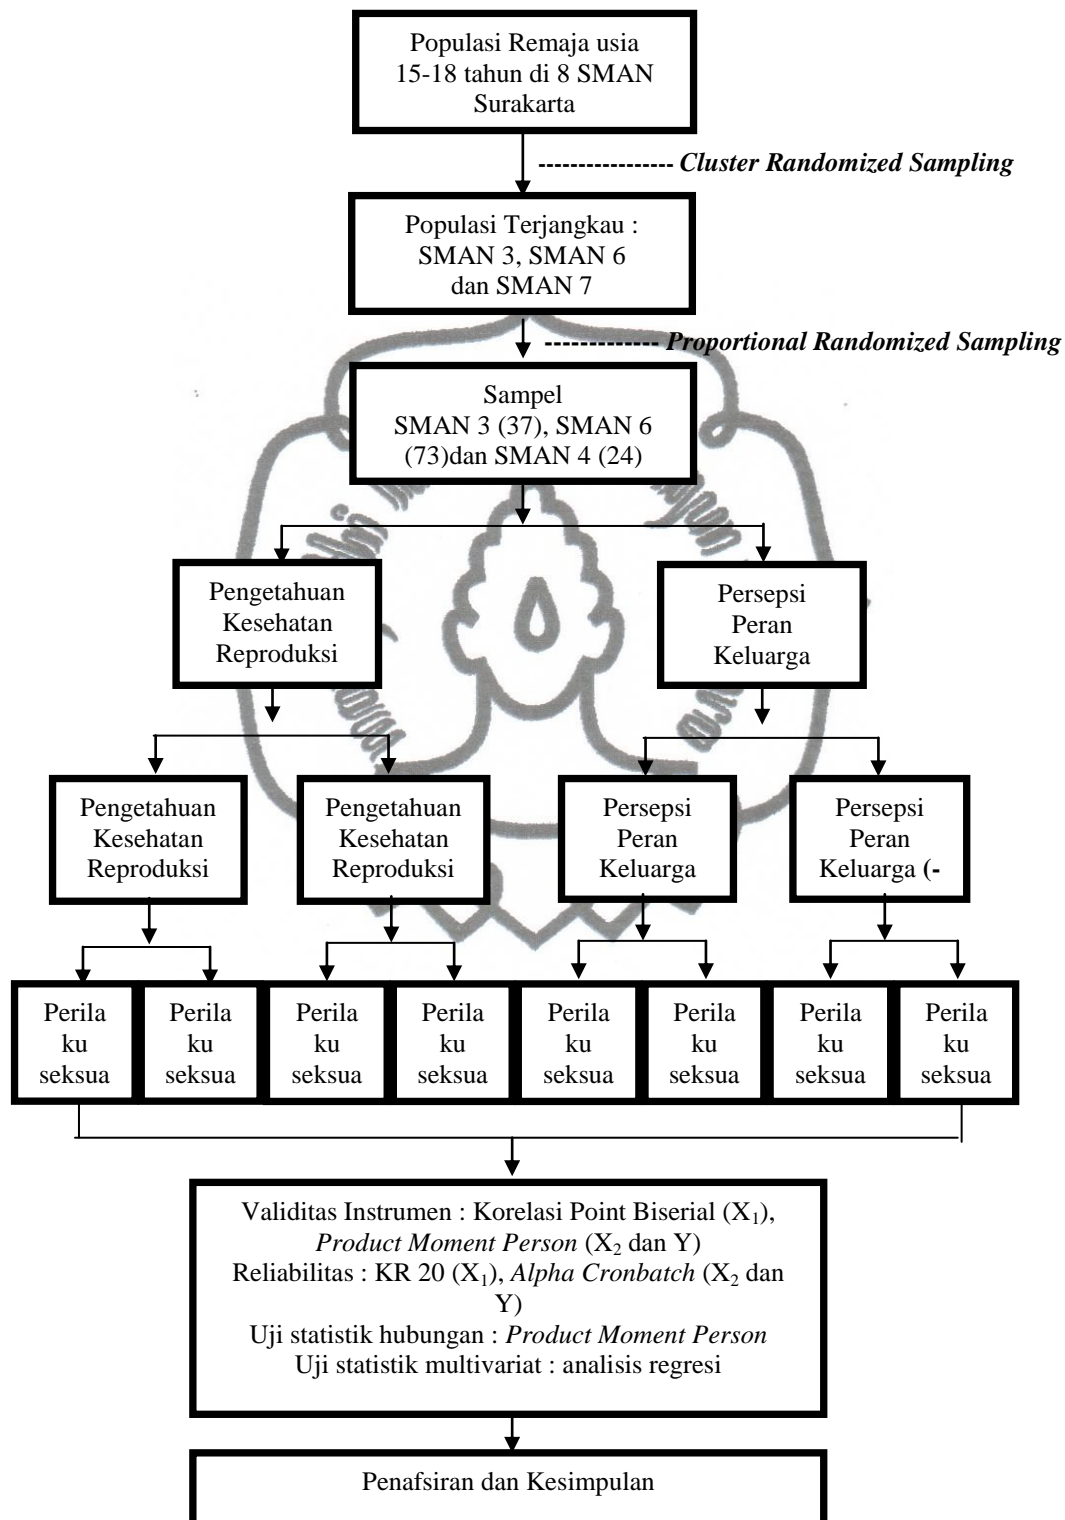 Populasi Remaja usia
15-18 tahun di 8 SMAN
Surakarta
----------------- Cluster Randomized Sampling
Populasi Terjangkau :
SMAN 3, SMAN 6
dan SMAN 7
-------------- Proportional Randomized Sampling
Sampel
SMAN 3 (37), SMAN 6
(73)dan SMAN 4 (24)
Pengetahuan
Kesehatan
Reproduksi
Persepsi
Peran
Keluarga
Pengetahuan
Kesehatan
Reproduksi
Pengetahuan
Kesehatan
Reproduksi
Persepsi
Peran
Keluarga
Persepsi
Peran
Keluarga (-
Perila
ku
seksua
Perila
ku
seksua
Perila
ku
seksua
Perila
ku
seksua
Perila
ku
seksua
Perila
ku
seksua
Perila
ku
seksua
Perila
ku
seksua
Validitas Instrumen : Korelasi Point Biserial (X₁),
Product Moment Person (X₂ dan Y)
Reliabilitas : KR 20 (X₁), Alpha Cronbatch (X₂ dan
Y)
Uji statistik hubungan : Product Moment Person
Uji statistik multivariat : analisis regresi
Penafsiran dan Kesimpulan